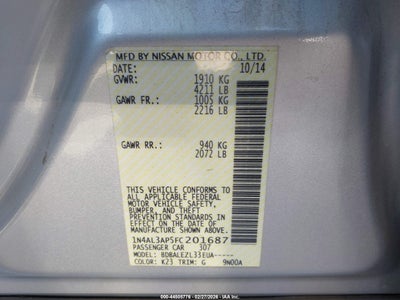 MFD BY NISSAN MOTOR CO., LTD.
DATE: 10/14
GVWR: 1910 KG
4211 LB
GAWR FR.: 1005 KG
2216 LB
GAWR RR.: 940 KG
2072 LB
THIS VEHICLE CONFORMS TO
ALL APPLICABLE FEDERAL
MOTOR VEHICLE SAFETY,
BUMPER, AND THEFT
PREVENTION STANDARDS
IN EFFECT ON THE DATE OF
MANUFACTURE SHOWN ABOVE.
1N4AL3AP5FC201687
PASSENGER CAR 307
MODEL: BDBALEZL33EUA-----
COLOR: K23 TRIM: G 9N00A
ID: 44505776 | 02/27/2026 - IAA